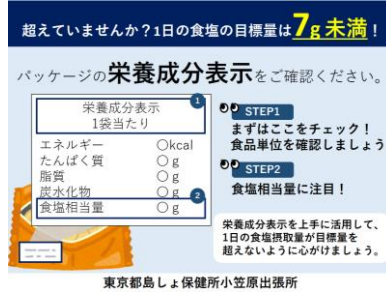 超えていませんか？1日の食塩の目標量は7g未満！
パッケージの栄養成分表示をご確認ください。
栄養成分表示
1袋当たり
1
エネルギー 〇kcal
たんぱく質 〇g
脂質 〇g
炭水化物 〇g
2
食塩相当量 〇g
STEP1
まずはここをチェック！
食品単位を確認しましょう
STEP2
食塩相当量に注目！
栄養成分表示を上手に活用して、
1日の食塩摂取量が目標量を
超えないように心がけましょう。
東京都島しょ保健所小笠原出張所